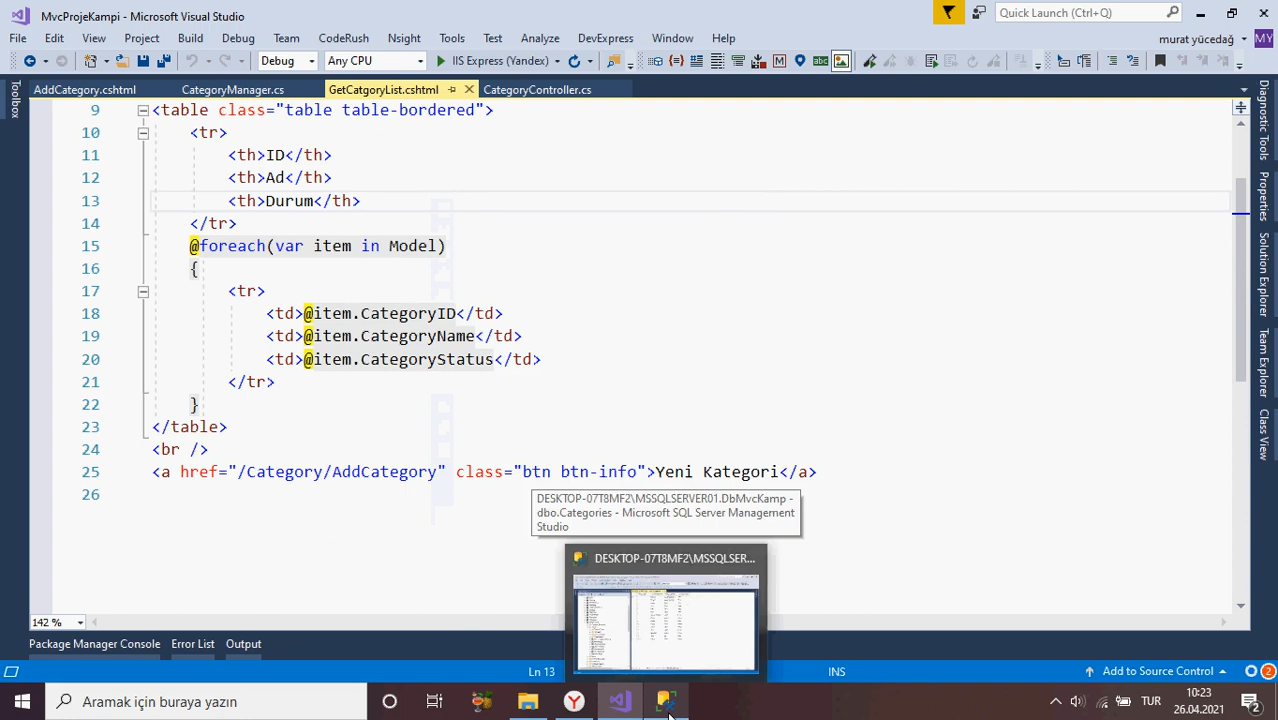 MvcProjeKampi - Microsoft Visual Studio
Quick Launch (Ctrl+Q)
File Edit View Project Build Debug Team CodeRush Nsight Tools Test Analyze DevExpress Window Help
murat yücedağ MY
Debug Any CPU IIS Express (Yandex)
AddCategory.cshtml CategoryManager.cs GetCatgoryList.cshtml CategoryController.cs
Toolbox
Diagnostic Tools
Properties
Solution Explorer
Team Explorer
Class View
9 <table class="table table-bordered">
10 <tr>
11 <th>ID</th>
12 <th>Ad</th>
13 <th>Durum</th>
14 </tr>
15 @foreach(var item in Model)
16 {
17 <tr>
18 <td>@item.CategoryID</td>
19 <td>@item.CategoryName</td>
20 <td>@item.CategoryStatus</td>
21 </tr>
22 }
23 </table>
24 <br />
25 <a href="/Category/AddCategory" class="btn btn-info">Yeni Kategori</a>
26
DESKTOP-07T8MF2\MSSQLSERVER01.DbMvcKamp -
dbo.Categories - Microsoft SQL Server Management
Studio
DESKTOP-07T8MF2\MSSQLSER...
142 %
Package Manager Console Error List Output
Ln 13 INS Add to Source Control 2
Aramak için buraya yazın
TUR
10:23
26.04.2021
2